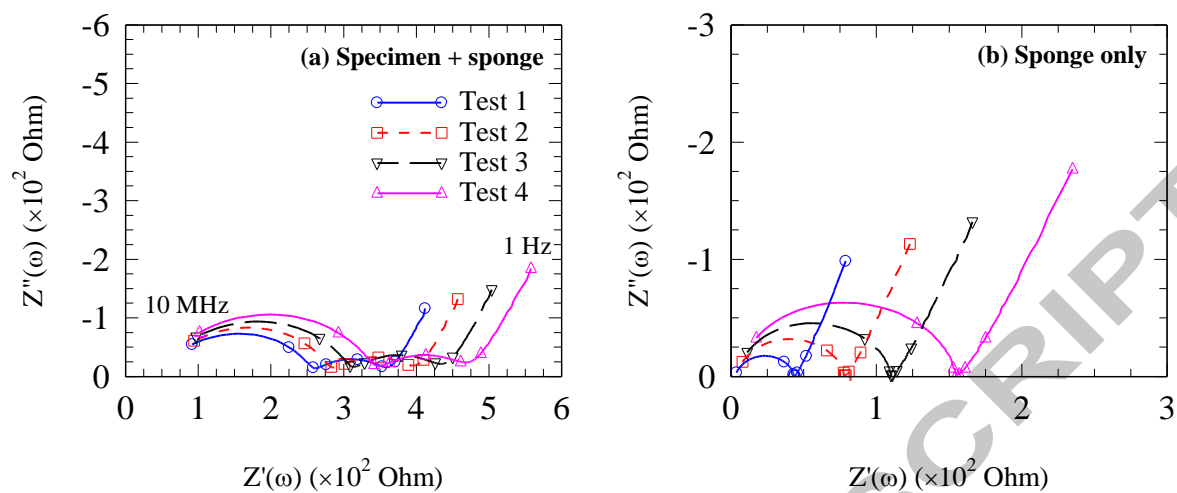 -6
-5
-4
-3
-2
-1
0
0 1 2 3 4 5 6
Z''(ω) (×10² Ohm)
Z'(ω) (×10² Ohm)
(a) Specimen + sponge
Test 1
Test 2
Test 3
Test 4
1 Hz
10 MHz
-3
-2
-1
0
0 1 2 3
Z''(ω) (×10² Ohm)
Z'(ω) (×10² Ohm)
(b) Sponge only
CRIPT